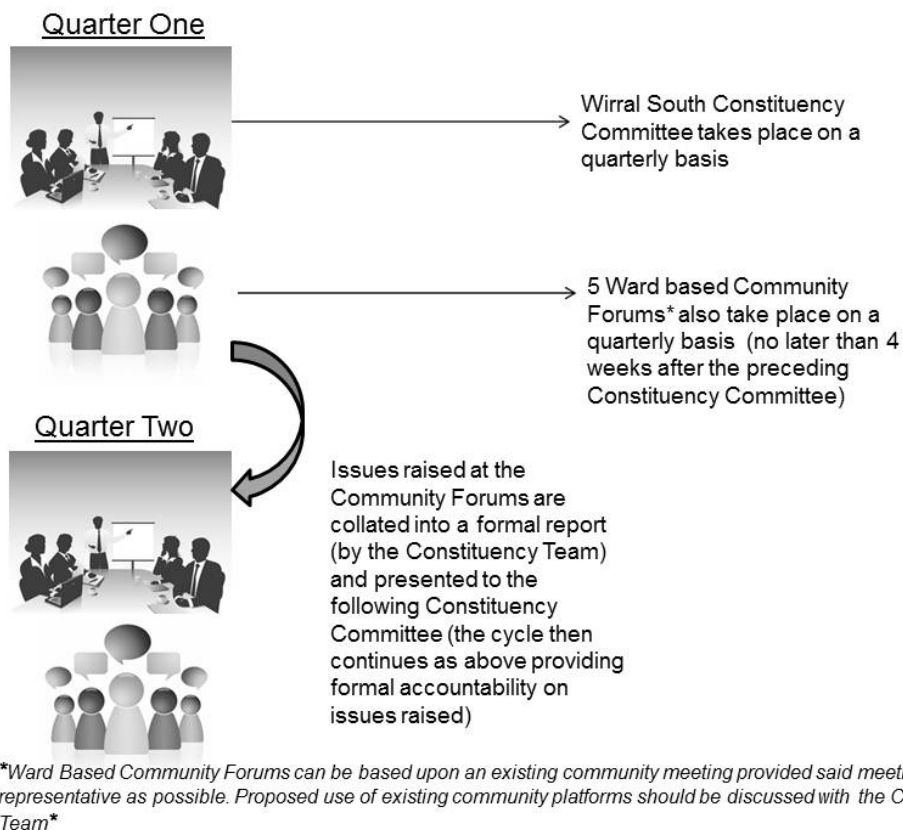 Quarter One
Wirral South Constituency
Committee takes place on a
quarterly basis
5 Ward based Community
Forums* also take place on a
quarterly basis (no later than 4
weeks after the preceding
Constituency Committee)
Quarter Two
Issues raised at the
Community Forums are
collated into a formal report
(by the Constituency Team)
and presented to the
following Constituency
Committee (the cycle then
continues as above providing
formal accountability on
issues raised)
*Ward Based Community Forums can be based upon an existing community meeting provided said
representative as possible. Proposed use of existing community platforms should be discussed with the
Team*